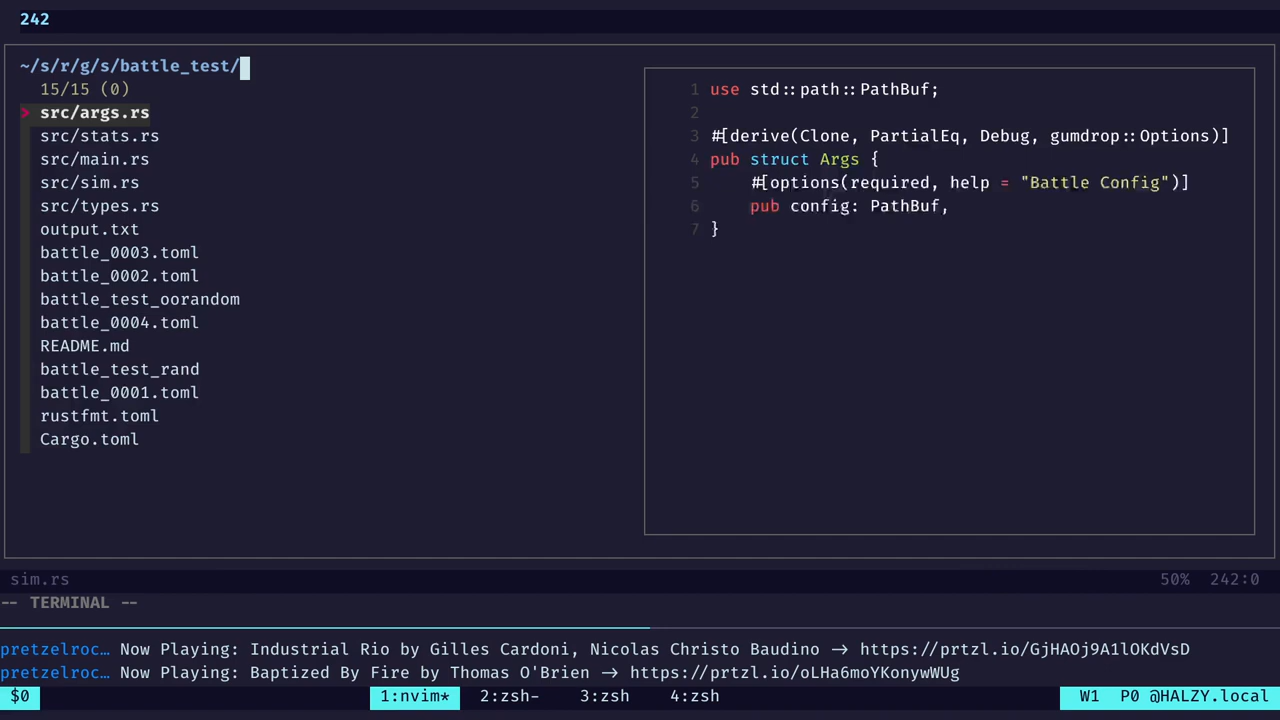 242
~/s/r/g/s/battle_test/
15/15 (0)
> src/args.rs
src/stats.rs
src/main.rs
src/sim.rs
src/types.rs
output.txt
battle_0003.toml
battle_0002.toml
battle_test_oorandom
battle_0004.toml
README.md
battle_test_rand
battle_0001.toml
rustfmt.toml
Cargo.toml
1 use std::path::PathBuf;
2
3 #[derive(Clone, PartialEq, Debug, gumdrop::Options)]
4 pub struct Args {
5 #[options(required, help = "Battle Config")]
6 pub config: PathBuf,
7 }
sim.rs 50% 242:0
-- TERMINAL --
pretzelroc… Now Playing: Industrial Rio by Gilles Cardoni, Nicolas Christo Baudino -> https://prtzl.io/GjHAOj9A1lOKdVsD
pretzelroc… Now Playing: Baptized By Fire by Thomas O'Brien -> https://prtzl.io/oLHa6moYKonywWUg
$0 1:nvim* 2:zsh- 3:zsh 4:zsh W1 P0 @HALZY.local